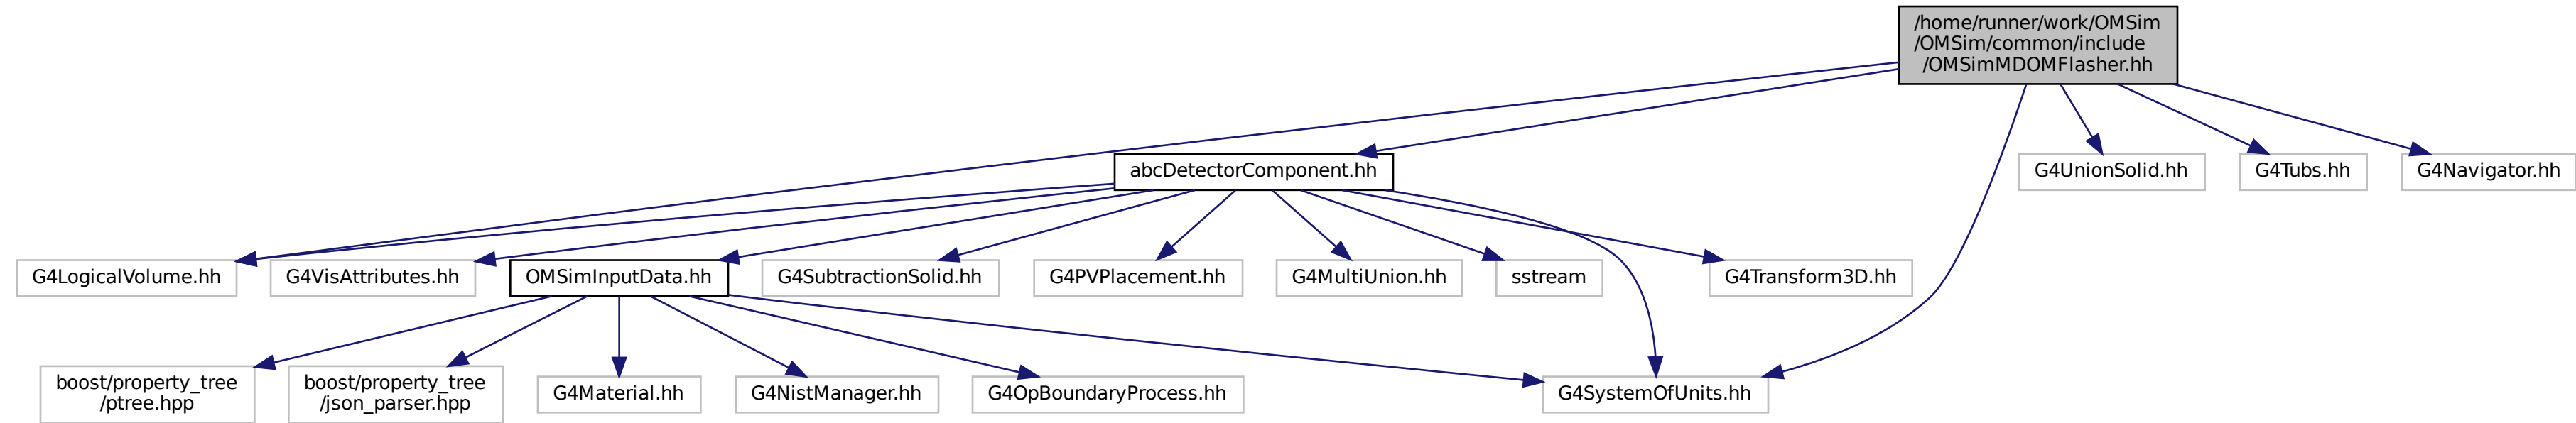 /home/runner/work/OMSim
/OMSim/common/include
/OMSimMDOMFlasher.hh
abcDetectorComponent.hh
G4UnionSolid.hh
G4Tubs.hh
G4Navigator.hh
G4LogicalVolume.hh
G4VisAttributes.hh
OMSimInputData.hh
G4SubtractionSolid.hh
G4PVPlacement.hh
G4MultiUnion.hh
sstream
G4Transform3D.hh
boost/property_tree
/ptree.hpp
boost/property_tree
/json_parser.hpp
G4Material.hh
G4NistManager.hh
G4OpBoundaryProcess.hh
G4SystemOfUnits.hh